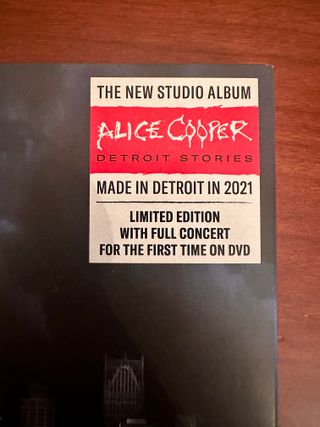 THE NEW STUDIO ALBUM
ALICE COOPER
DETROIT STORIES
MADE IN DETROIT IN 2021
LIMITED EDITION
WITH FULL CONCERT
FOR THE FIRST TIME ON DVD